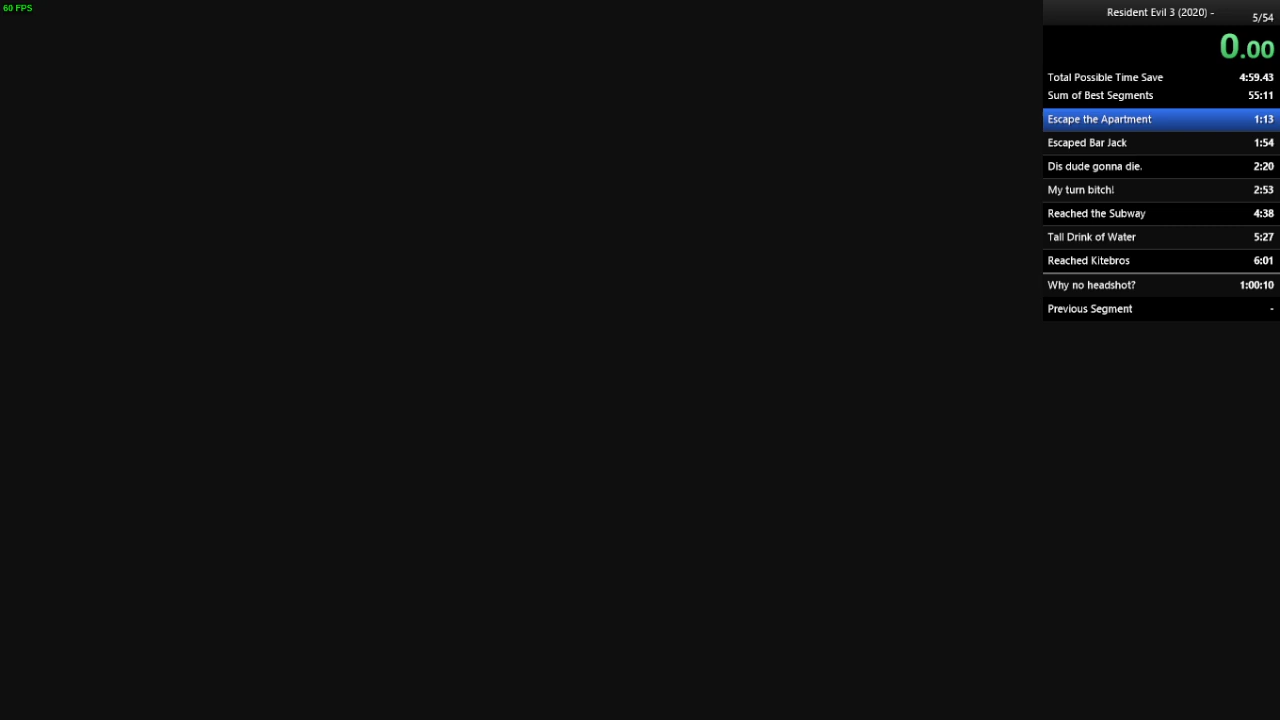 60 FPS
Resident Evil 3 (2020) -
5/54
0.00
Total Possible Time Save 4:59.43
Sum of Best Segments 55:11
Escape the Apartment 1:13
Escaped Bar Jack 1:54
Dis dude gonna die. 2:20
My turn bitch! 2:53
Reached the Subway 4:38
Tall Drink of Water 5:27
Reached Kitebros 6:01
Why no headshot? 1:00:10
Previous Segment -